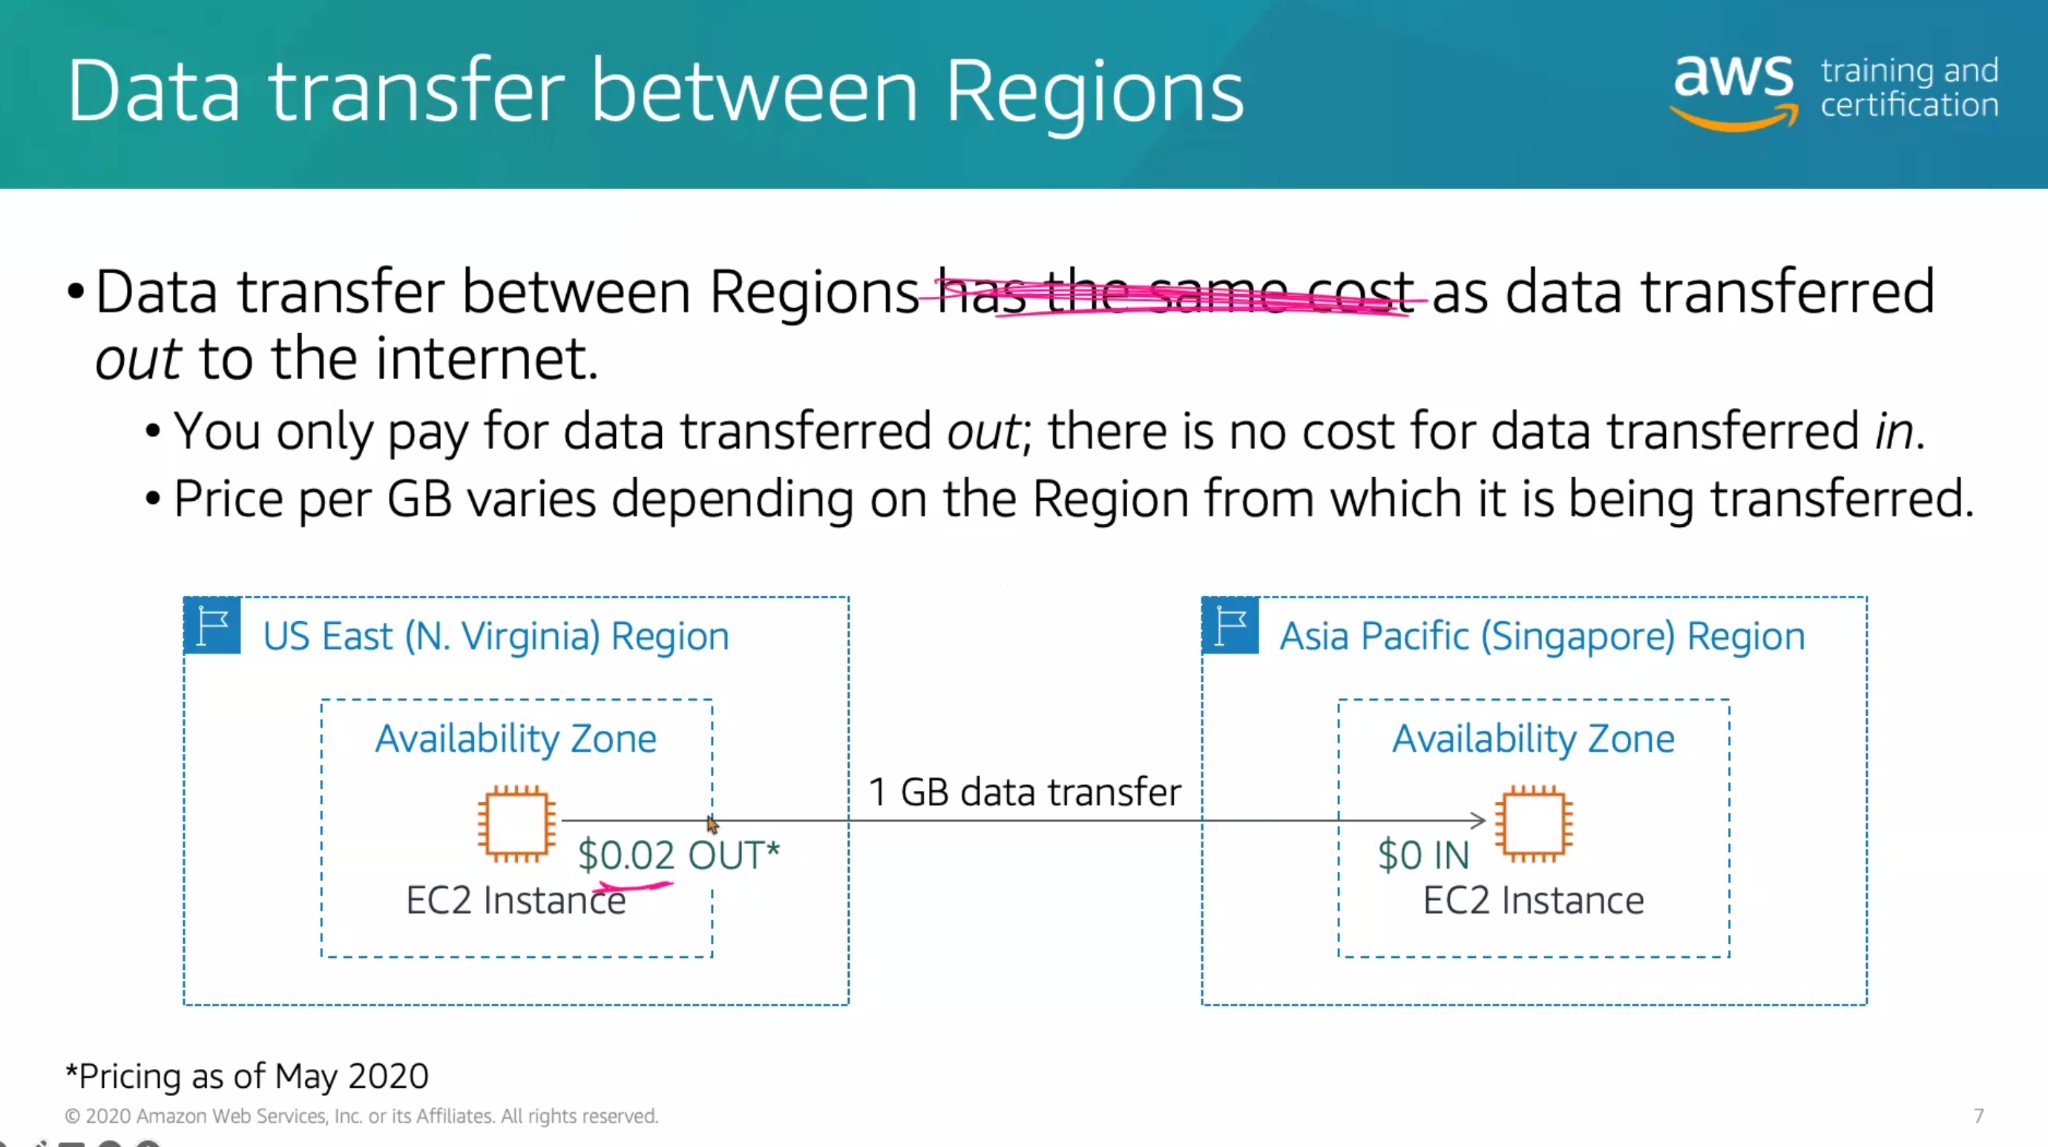 Data transfer between Regions
aws training and
certification
• Data transfer between Regions has the same cost as data transferred
out to the internet.
• You only pay for data transferred out; there is no cost for data transferred in.
• Price per GB varies depending on the Region from which it is being transferred.
US East (N. Virginia) Region
Asia Pacific (Singapore) Region
Availability Zone
Availability Zone
1 GB data transfer
$0.02 OUT*
$0 IN
EC2 Instance
EC2 Instance
*Pricing as of May 2020
© 2020 Amazon Web Services, Inc. or its Affiliates. All rights reserved.
7